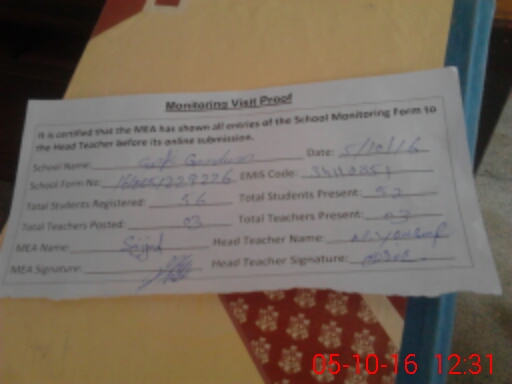 Monitoring Visit Proof
It is certified that the MEA has shown all entries of the School Monitoring Form to
the Head Teacher before its online submission.
School Name: Date: 5/10/16
School Form No: EMIS Code:
Total Students Registered: 56 Total Students Present: 52
Total Teachers Posted: 03 Total Teachers Present: 03
MEA Name: Sajjad Head Teacher Name:
MEA Signature: Head Teacher Signature:
05-10-16 12:31